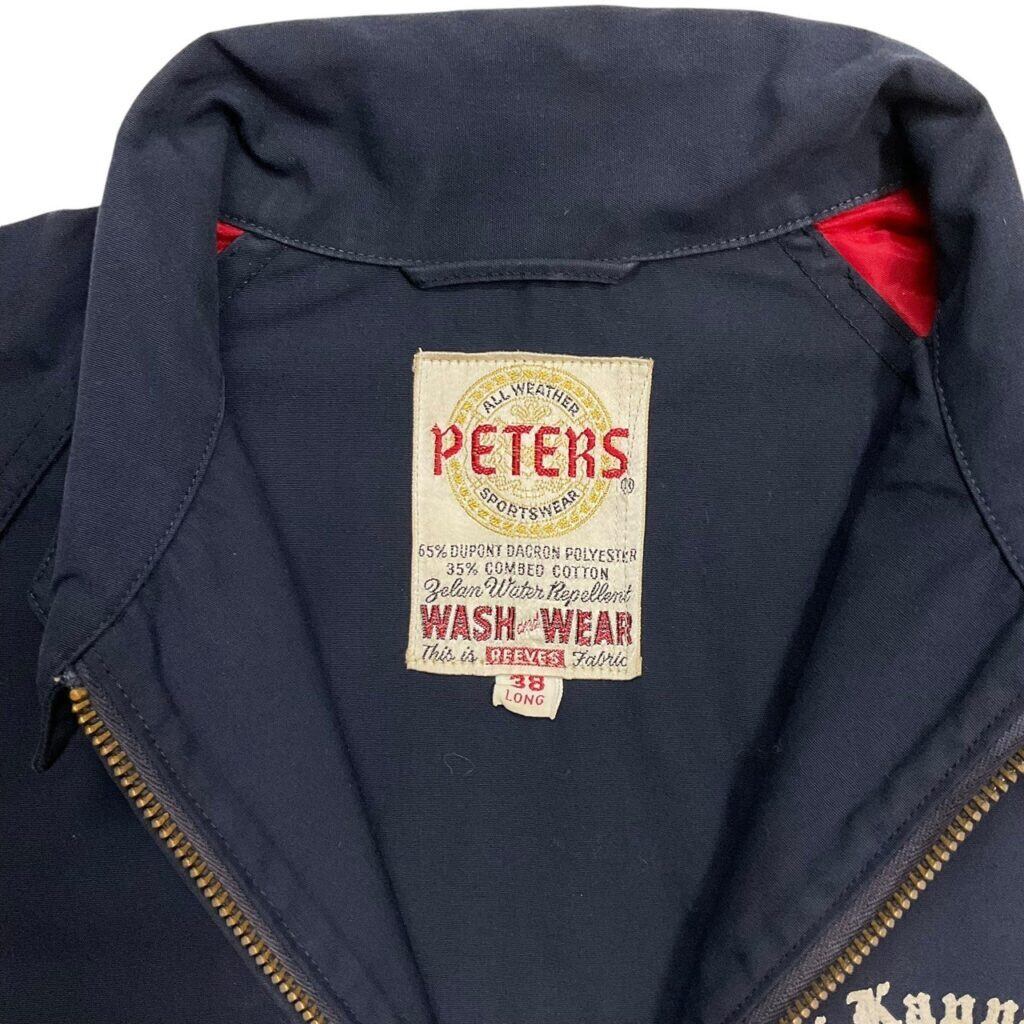 ALL WEATHER
PETERS
®
SPORTSWEAR
65% DUPONT DACRON POLYESTER
35% COMBED COTTON
Zelan Water Repellent
WASH and WEAR
This is REEVES Fabric
38
LONG